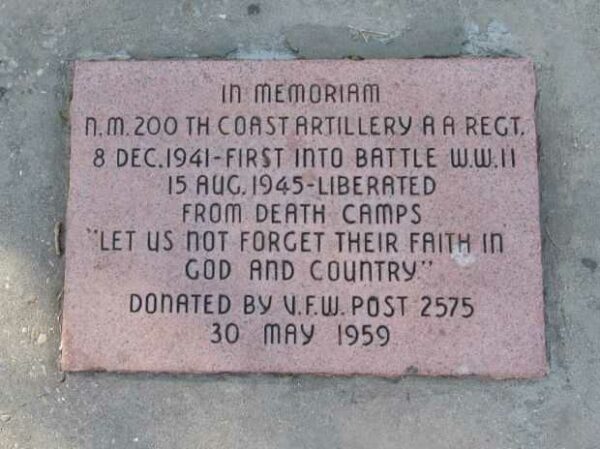 IN MEMORIAM
N.M. 200 TH COAST ARTILLERY A A REGT.
8 DEC. 1941-FIRST INTO BATTLE W.W.II
15 AUG. 1945-LIBERATED
FROM DEATH CAMPS
"LET US NOT FORGET THEIR FAITH IN
GOD AND COUNTRY"
DONATED BY V.F.W. POST 2575
30 MAY 1959